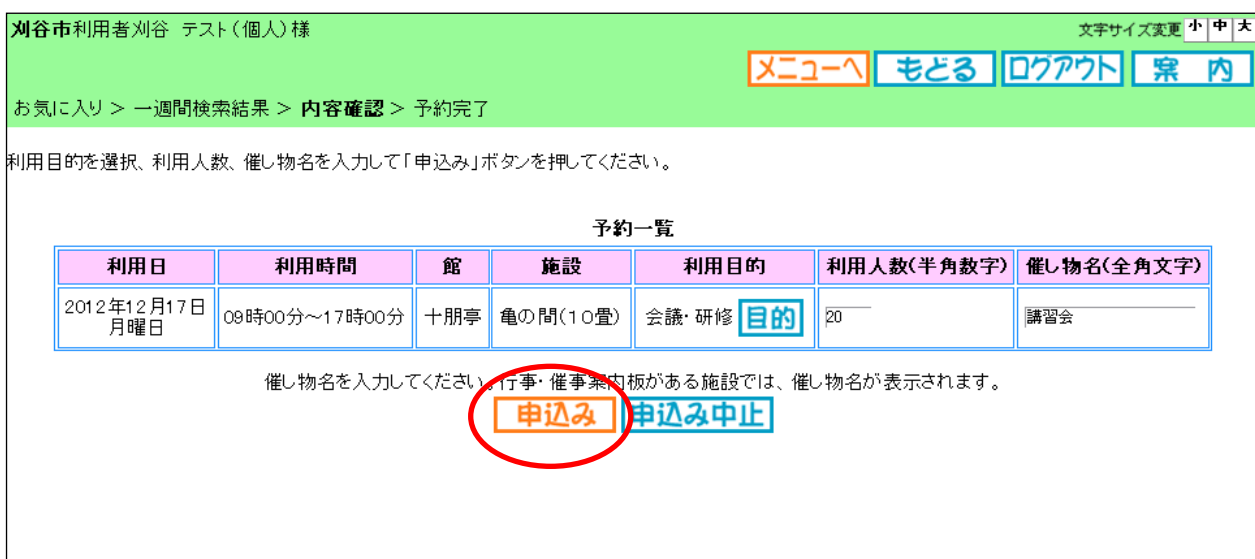 刈谷市利用者刈谷 テスト(個人)様
文字サイズ変更 小 中 大
メニューへ もどる ログアウト 案 内
お気に入り > 一週間検索結果 > 内容確認 > 予約完了
利用目的を選択、利用人数、催し物名を入力して「申込み」ボタンを押してください。
予約一覧
利用日 利用時間 館 施設 利用目的 利用人数(半角数字) 催し物名(全角文字)
2012年12月17日
月曜日
09時00分～17時00分 十朋亭 亀の間(10畳) 会議・研修 目的 20 講習会
催し物名を入力してください。行事・催事案内板がある施設では、催し物名が表示されます。
申込み 申込み中止